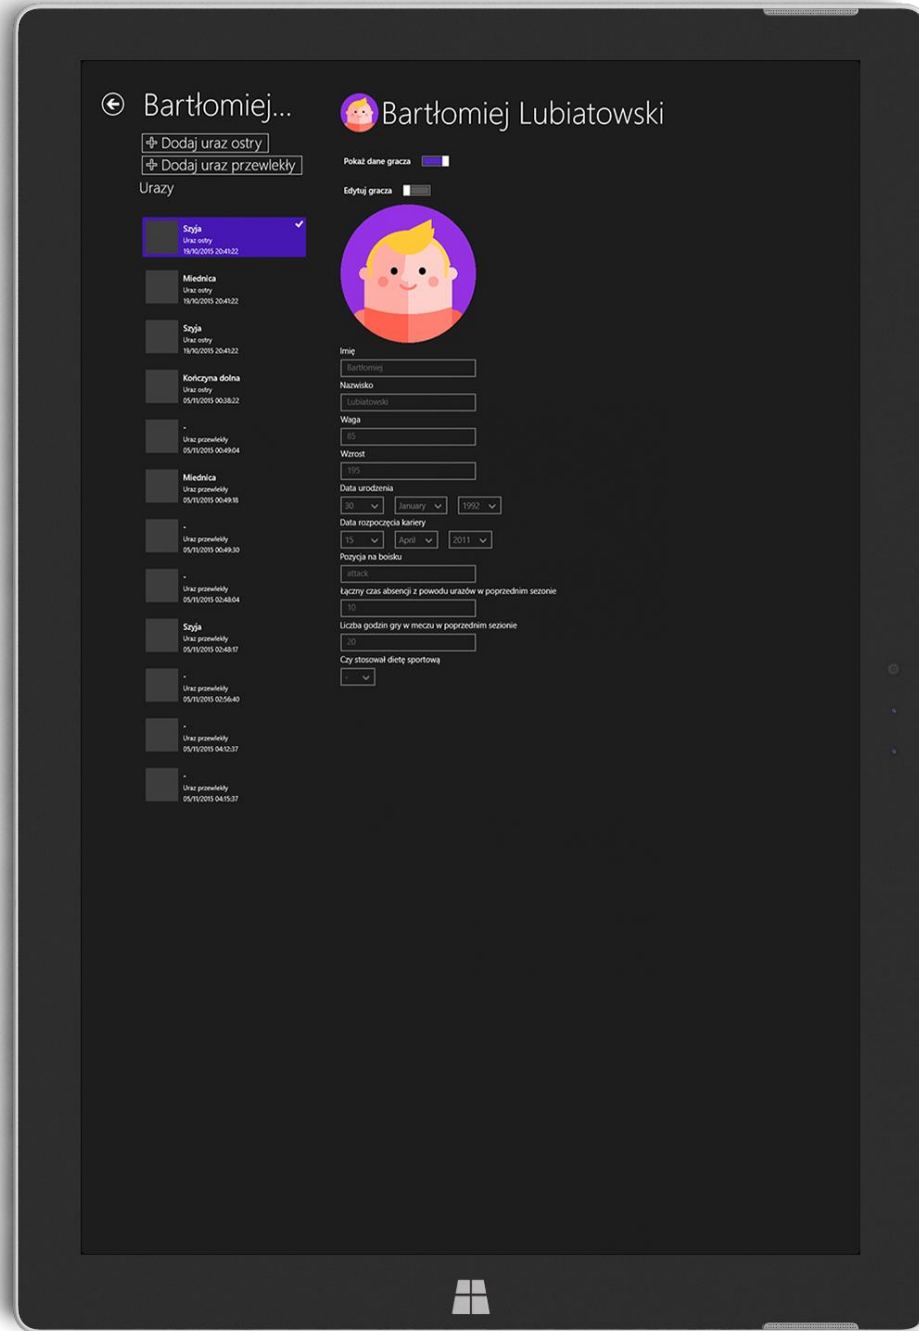 Bartłomiej...
Dodaj uraz ostry
Dodaj uraz przewlekły
Urazy
Szyja
Uraz ostry
19/10/2015 20:41:22
Miednica
Uraz ostry
19/10/2015 20:41:22
Szyja
Uraz ostry
19/10/2015 20:41:22
Kończyna dolna
Uraz ostry
05/11/2015 00:38:22
-
Uraz przewlekły
05/11/2015 00:49:04
Miednica
Uraz przewlekły
05/11/2015 00:49:18
-
Uraz przewlekły
05/11/2015 00:49:30
-
Uraz przewlekły
05/11/2015 02:48:04
Szyja
Uraz przewlekły
05/11/2015 02:48:17
-
Uraz przewlekły
05/11/2015 02:56:40
-
Uraz przewlekły
05/11/2015 04:12:37
-
Uraz przewlekły
05/11/2015 04:15:37
Bartłomiej Lubiatowski
Pokaż dane gracza
Edytuj gracza
Imię
Bartłomiej
Nazwisko
Lubiatowski
Waga
85
Wzrost
195
Data urodzenia
30 January 1992
Data rozpoczęcia kariery
15 April 2011
Pozycja na boisku
attack
Łączny czas absencji z powodu urazów w poprzednim sezonie
10
Liczba godzin gry w meczu w poprzednim sezionie
20
Czy stosował dietę sportową
-